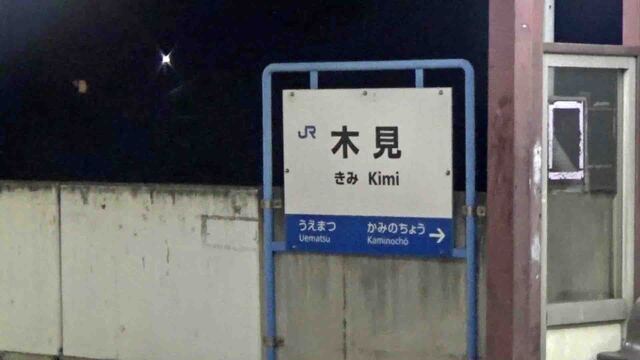 JR
木見
きみ Kimi
うえまつ かみのちょう →
Uematsu Kaminochō